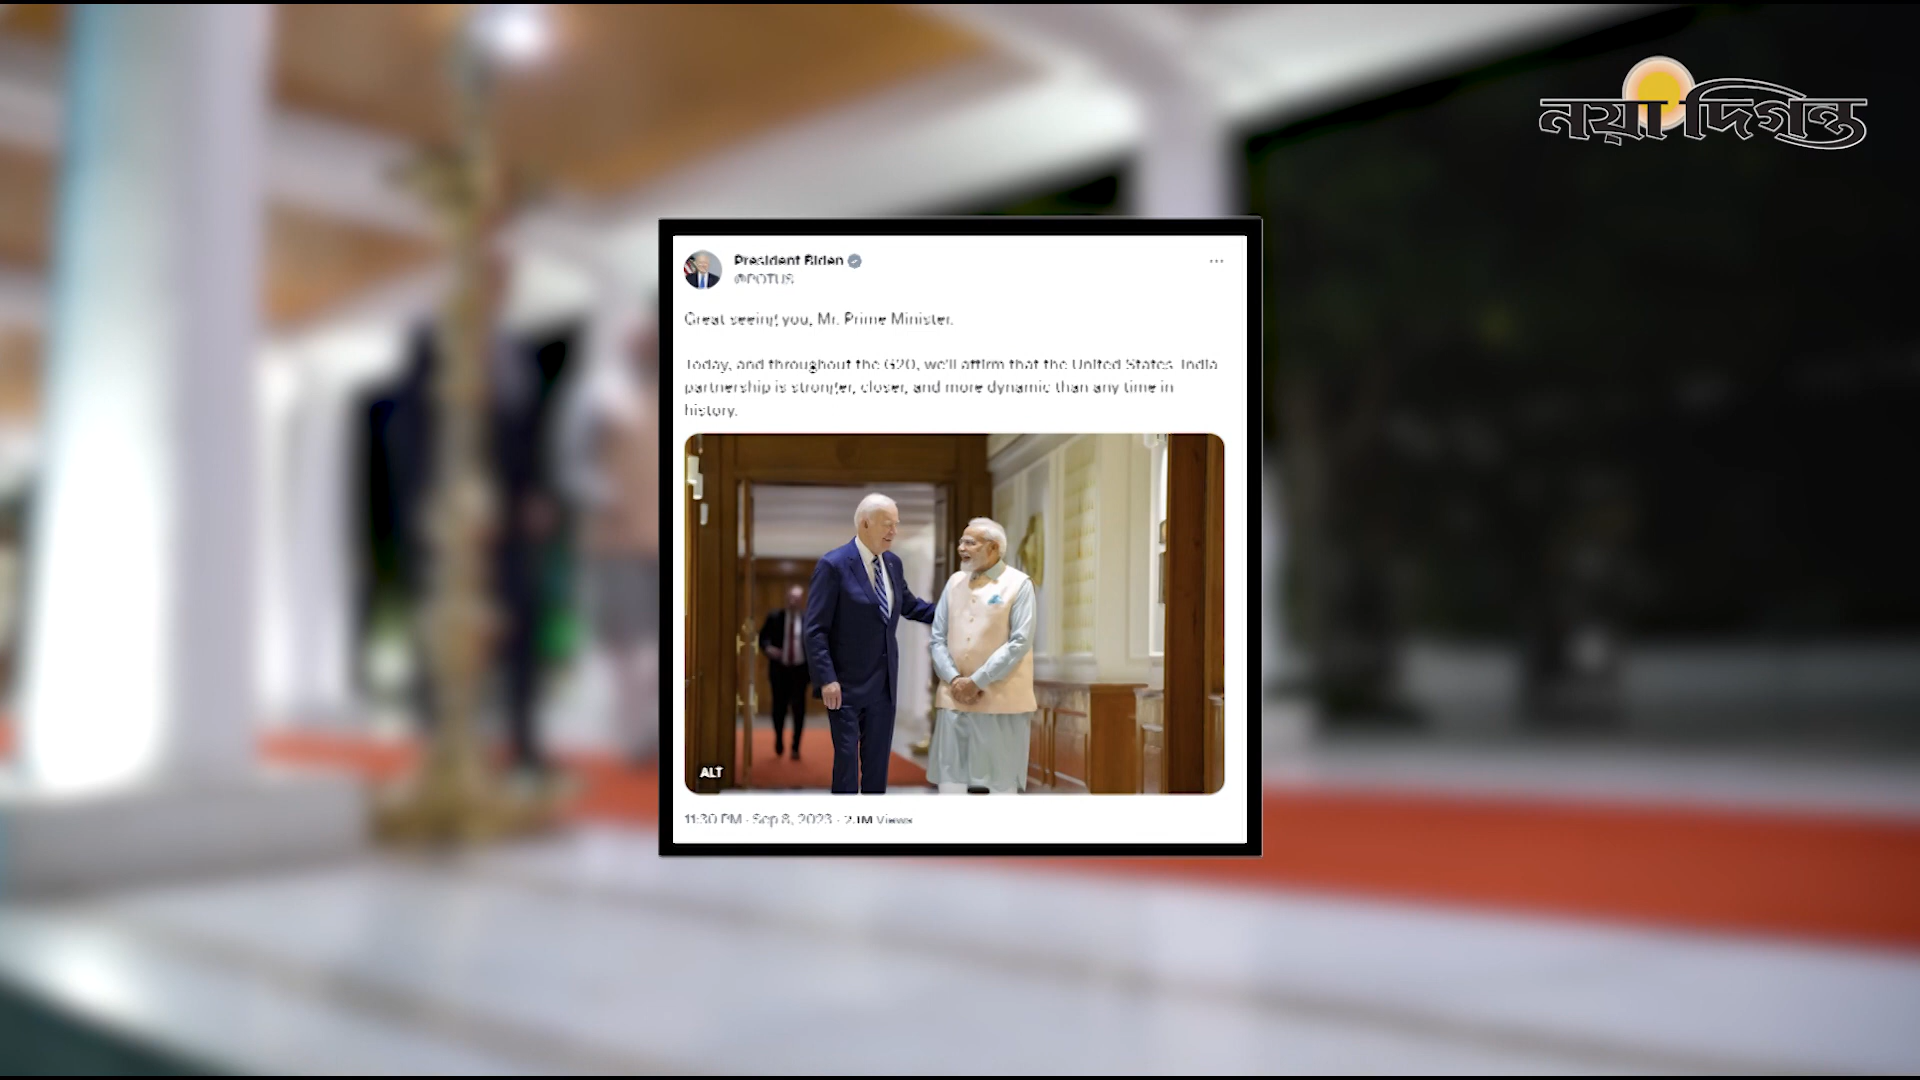 নয়া দিগন্ত
President Biden
@POTUS
Great seeing you, Mr. Prime Minister.
Today, and throughout the G20, we'll affirm that the United States-India
partnership is stronger, closer, and more dynamic than any time in
history.
ALT
11:30 PM · Sep 8, 2023 · 2.1M Views